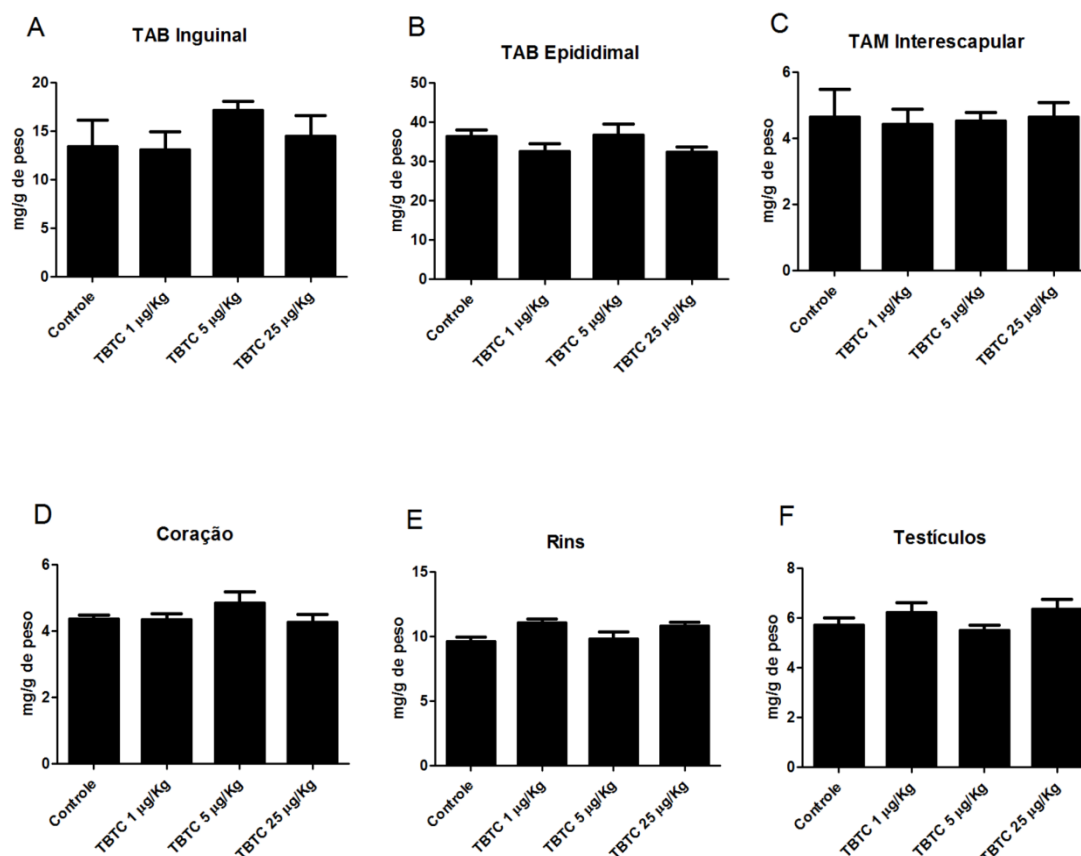 A
TAB Inguinal
mg/g de peso
20
15
10
5
0
Controle
TBTC 1 µg/Kg
TBTC 5 µg/Kg
TBTC 25 µg/Kg
B
TAB Epididimal
mg/g de peso
50
40
30
20
10
0
Controle
TBTC 1 µg/Kg
TBTC 5 µg/Kg
TBTC 25 µg/Kg
C
TAM Interescapular
mg/g de peso
6
4
2
0
Controle
TBTC 1 µg/Kg
TBTC 5 µg/Kg
TBTC 25 µg/Kg
D
Coração
mg/g de peso
6
4
2
0
Controle
TBTC 1 µg/Kg
TBTC 5 µg/Kg
TBTC 25 µg/Kg
E
Rins
mg/g de peso
15
10
5
0
Controle
TBTC 1 µg/Kg
TBTC 5 µg/Kg
TBTC 25 µg/Kg
F
Testículos
mg/g de peso
8
6
4
2
0
Controle
TBTC 1 µg/Kg
TBTC 5 µg/Kg
TBTC 25 µg/Kg